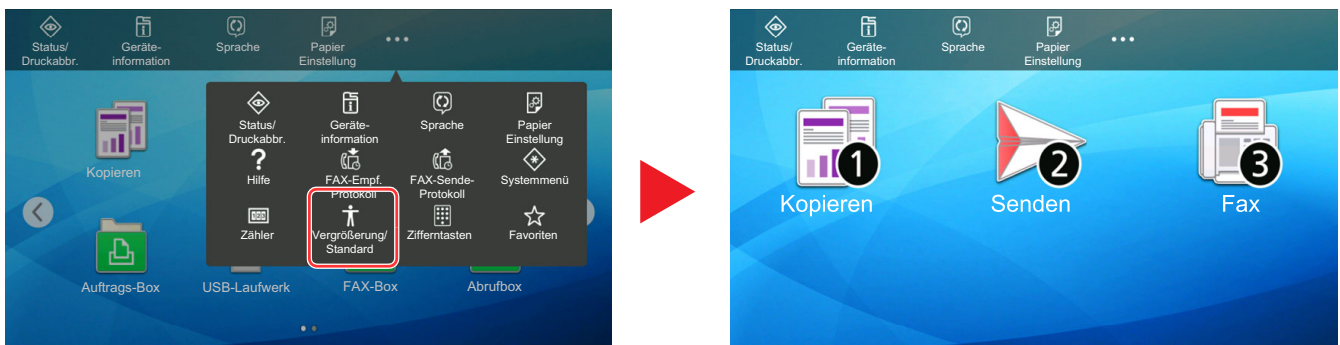 Status/
Druckabbr.
Geräte-
information
Sprache
Papier
Einstellung
Status/
Druckabbr.
Geräte-
information
Sprache
Papier
Einstellung
Hilfe
FAX-Empf.
Protokoll
FAX-Sende-
Protokoll
Systemmenü
Zähler
Vergrößerung/
Standard
Zifferntasten
Favoriten
Kopieren
Auftrags-Box
USB-Laufwerk
FAX-Box
Abrufbox
Status/
Druckabbr.
Geräte-
information
Sprache
Papier
Einstellung
1
Kopieren
2
Senden
3
Fax